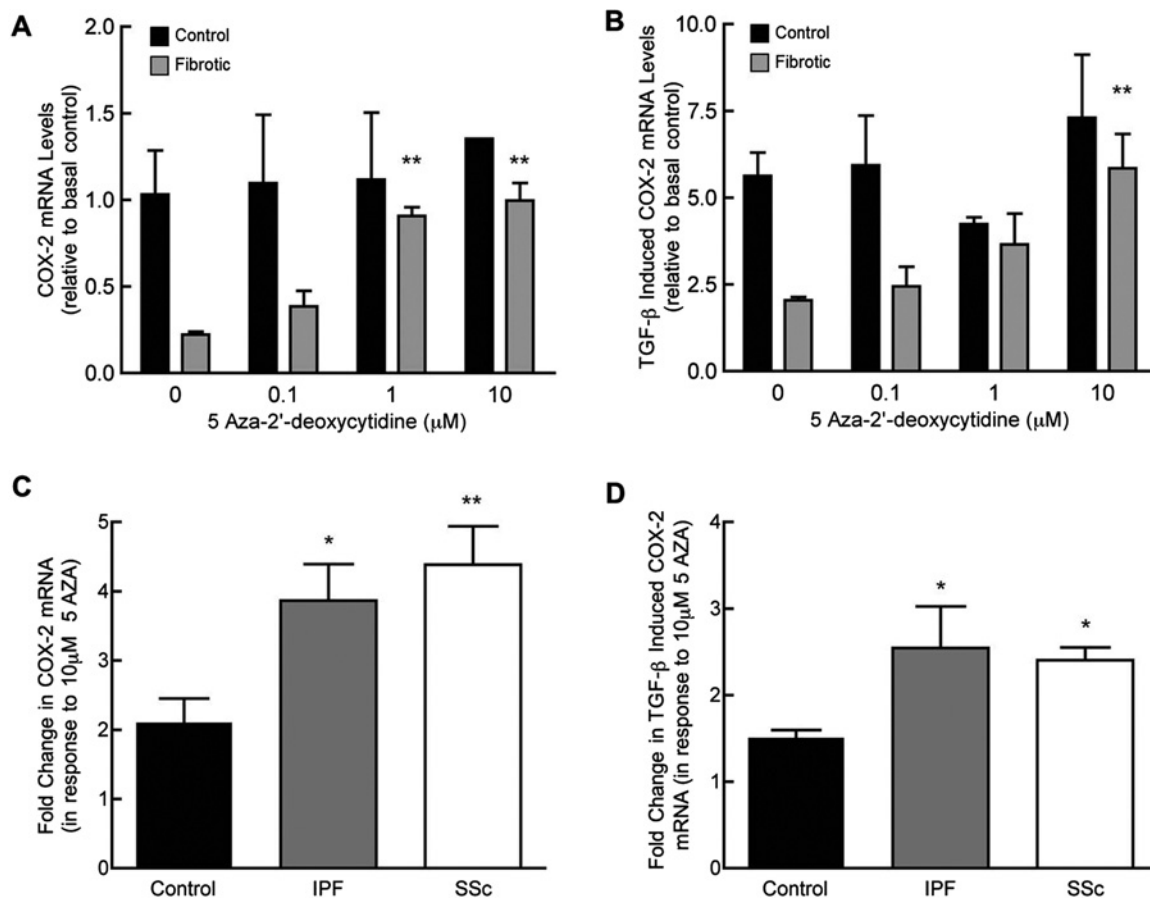 A
COX-2 mRNA Levels
(relative to basal control)
2.0
1.5
1.0
0.5
0.0
Control
Fibrotic
**
**
0
0.1
1
10
5 Aza-2'-deoxycytidine (μM)
B
TGF-β Induced COX-2 mRNA Levels
(relative to basal control)
10.0
7.5
5.0
2.5
0.0
Control
Fibrotic
**
0
0.1
1
10
5 Aza-2'-deoxycytidine (μM)
C
Fold Change in COX-2 mRNA
(in response to 10μM 5 AZA)
5
4
3
2
1
0
*
**
Control
IPF
SSc
D
Fold Change in TGF-β Induced COX-2
mRNA (in response to 10μM 5 AZA)
4
3
2
1
0
*
*
Control
IPF
SSc